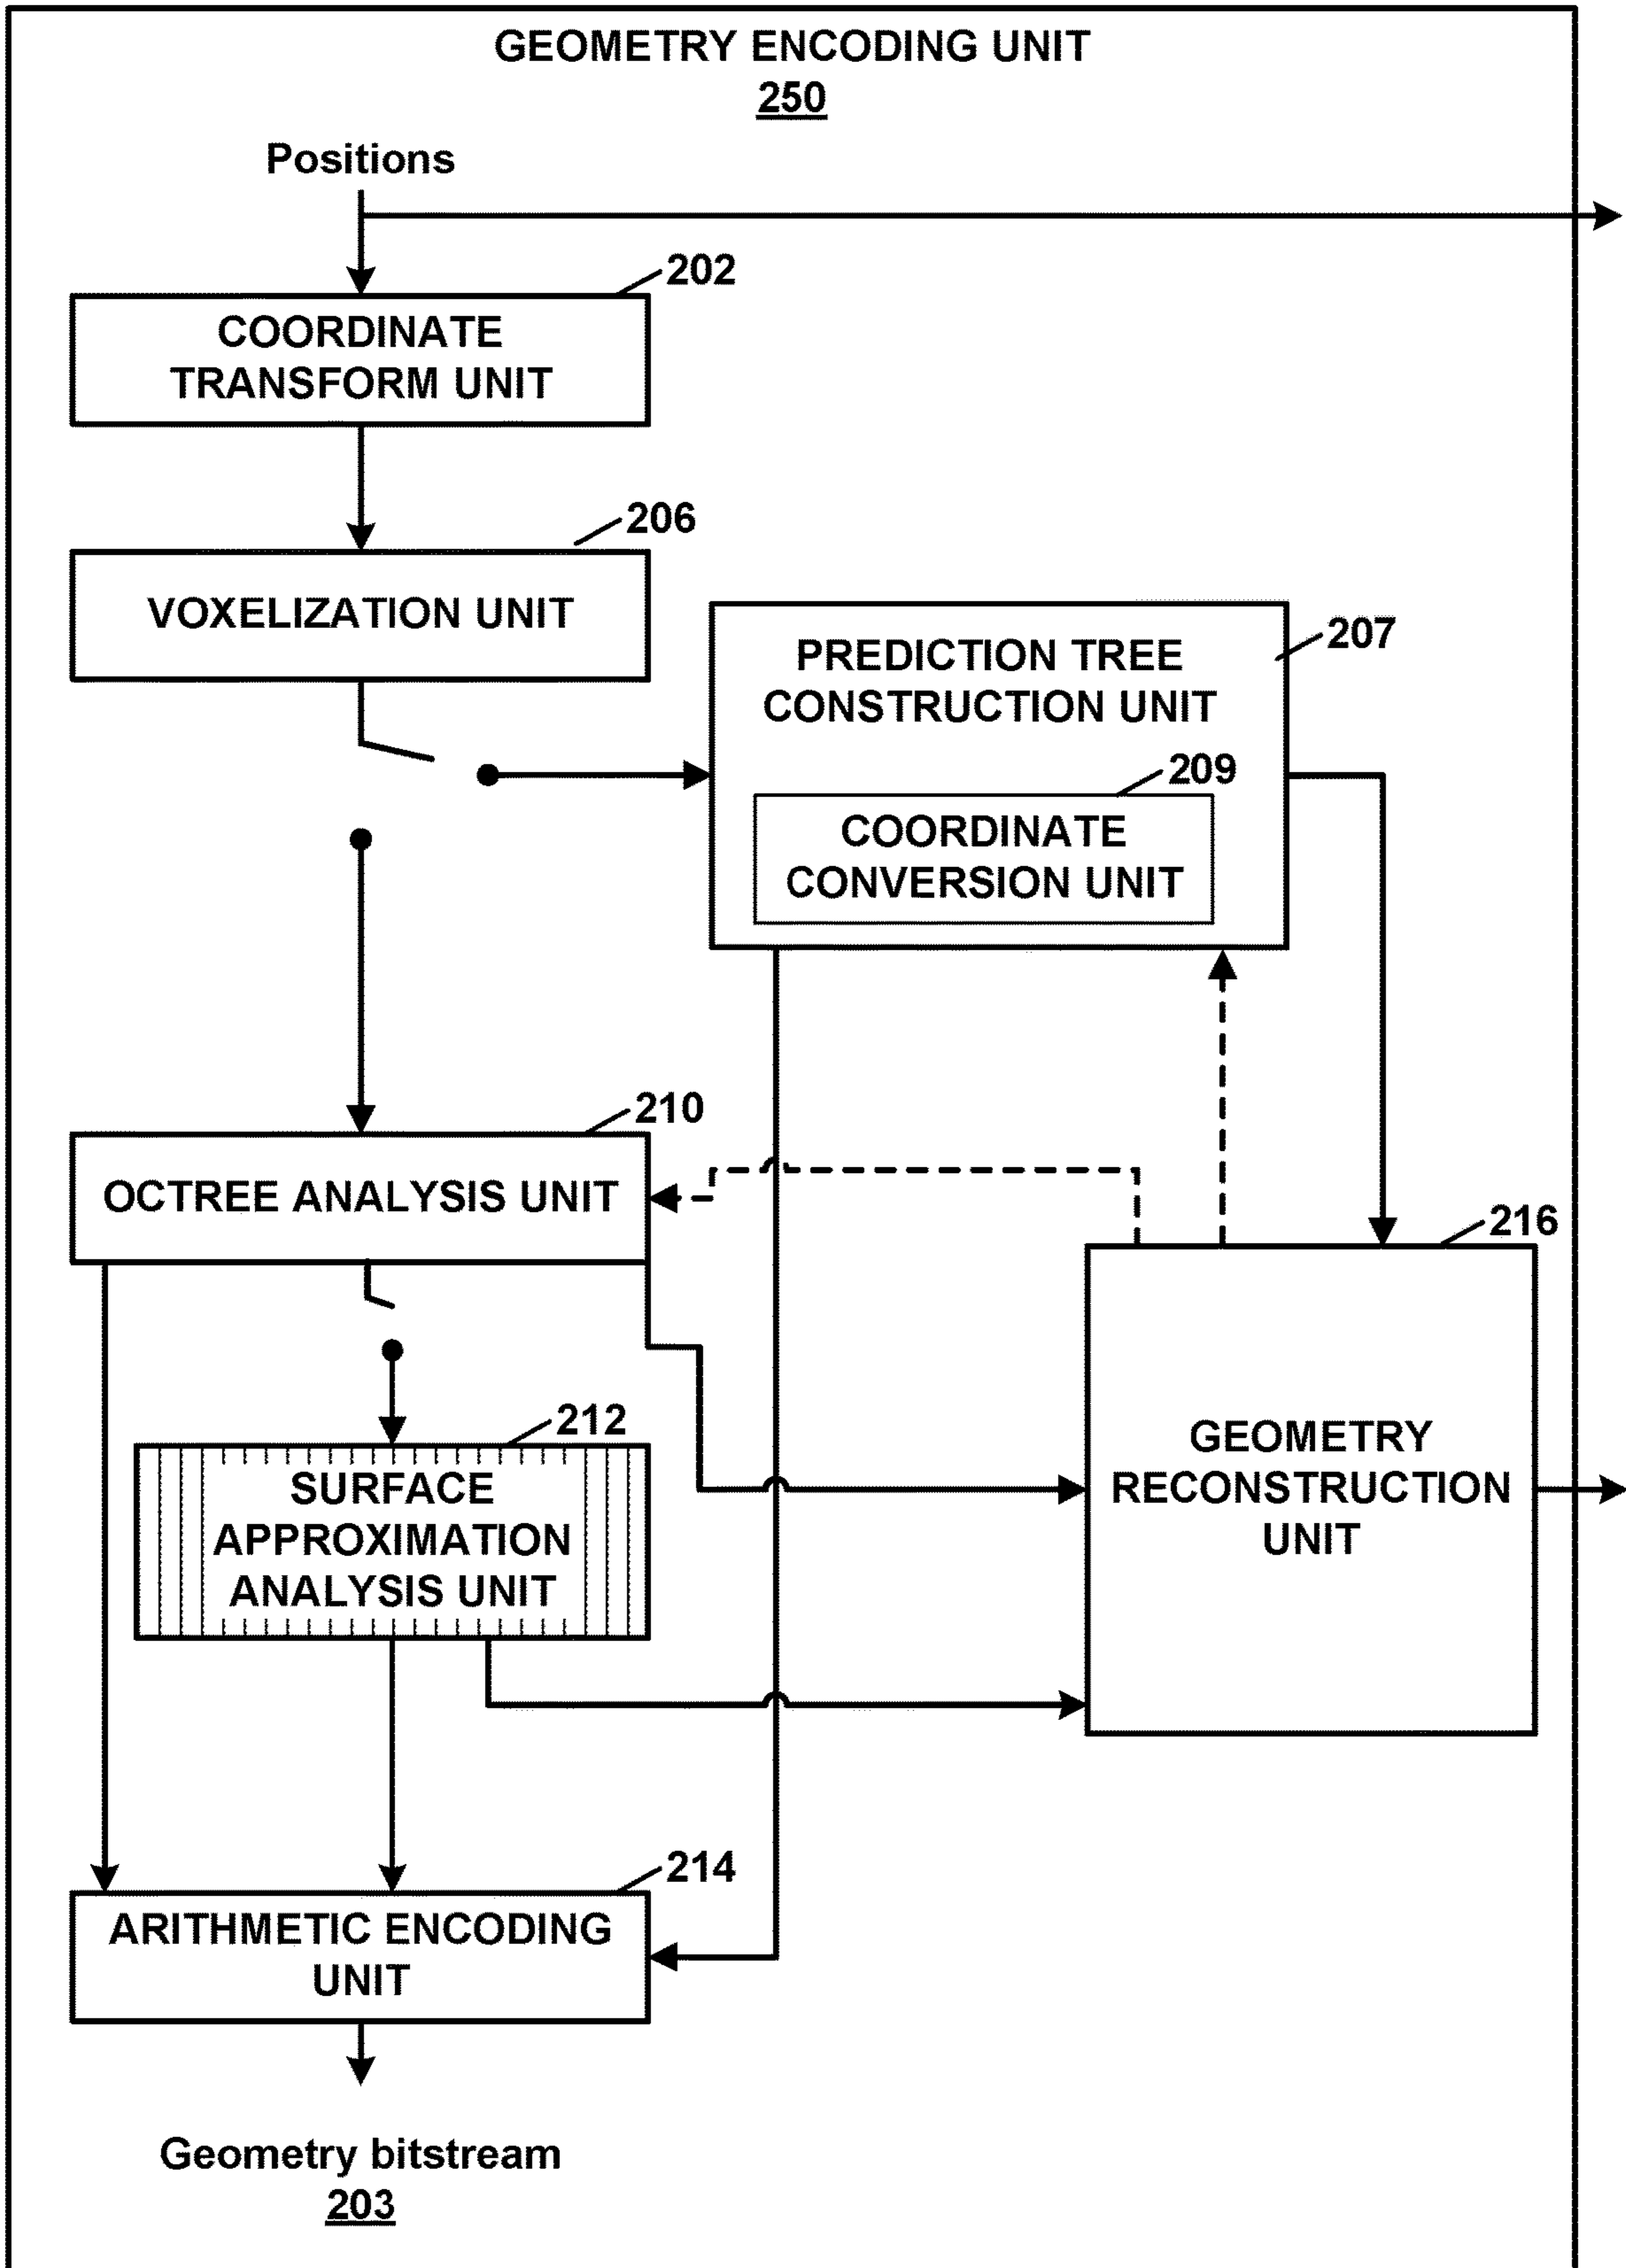 GEOMETRY ENCODING UNIT
250
Positions
202
COORDINATE
TRANSFORM UNIT
206
VOXELIZATION UNIT
207
PREDICTION TREE
CONSTRUCTION UNIT
209
COORDINATE
CONVERSION UNIT
210
OCTREE ANALYSIS UNIT
216
GEOMETRY
RECONSTRUCTION
UNIT
212
SURFACE
APPROXIMATION
ANALYSIS UNIT
214
ARITHMETIC ENCODING
UNIT
Geometry bitstream
203